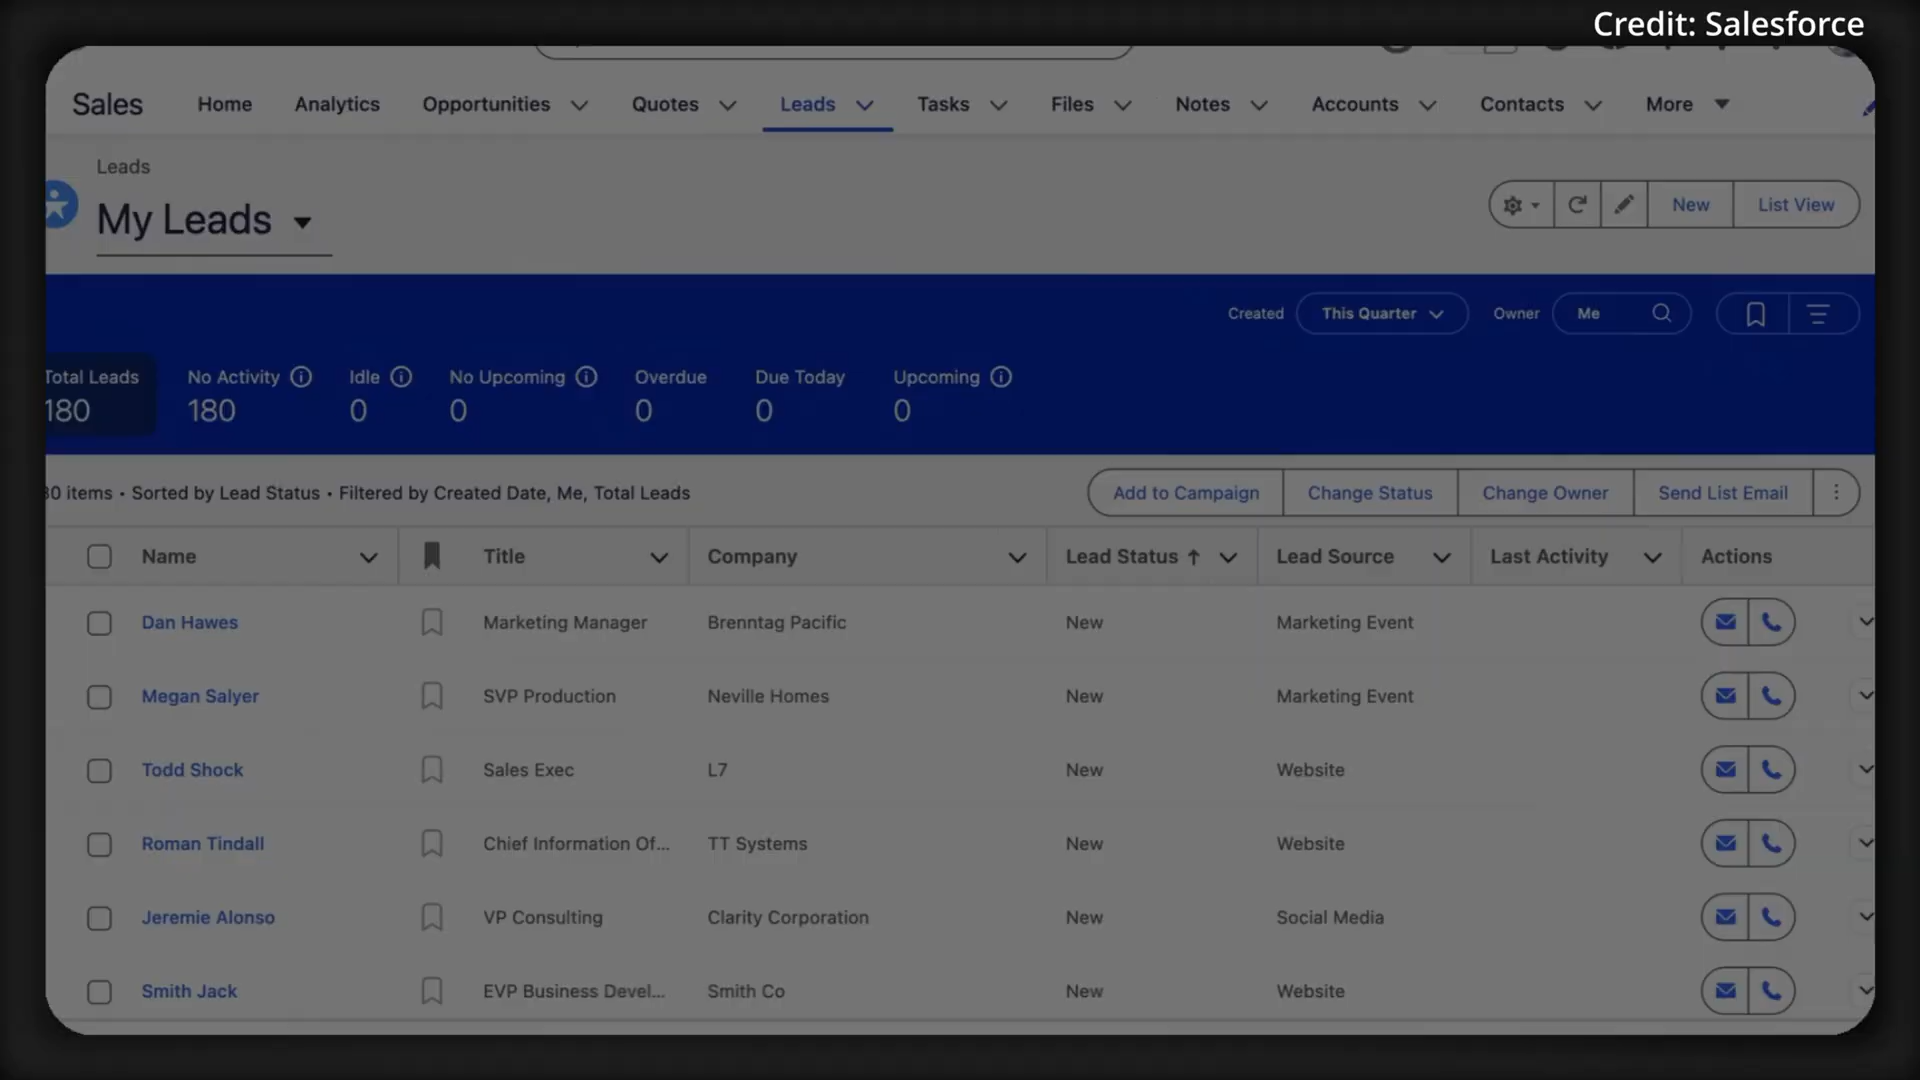 Credit: Salesforce
Sales Home Analytics Opportunities Quotes Leads Tasks Files Notes Accounts Contacts More
Leads
My Leads
New List View
Created This Quarter Owner Me
Total Leads No Activity Idle No Upcoming Overdue Due Today Upcoming
180 180 0 0 0 0 0
items • Sorted by Lead Status • Filtered by Created Date, Me, Total Leads
Add to Campaign Change Status Change Owner Send List Email
Name Title Company Lead Status ↑ Lead Source Last Activity Actions
Dan Hawes Marketing Manager Brenntag Pacific New Marketing Event
Megan Salyer SVP Production Neville Homes New Marketing Event
Todd Shock Sales Exec L7 New Website
Roman Tindall Chief Information Of... TT Systems New Website
Jeremie Alonso VP Consulting Clarity Corporation New Social Media
Smith Jack EVP Business Devel... Smith Co New Website